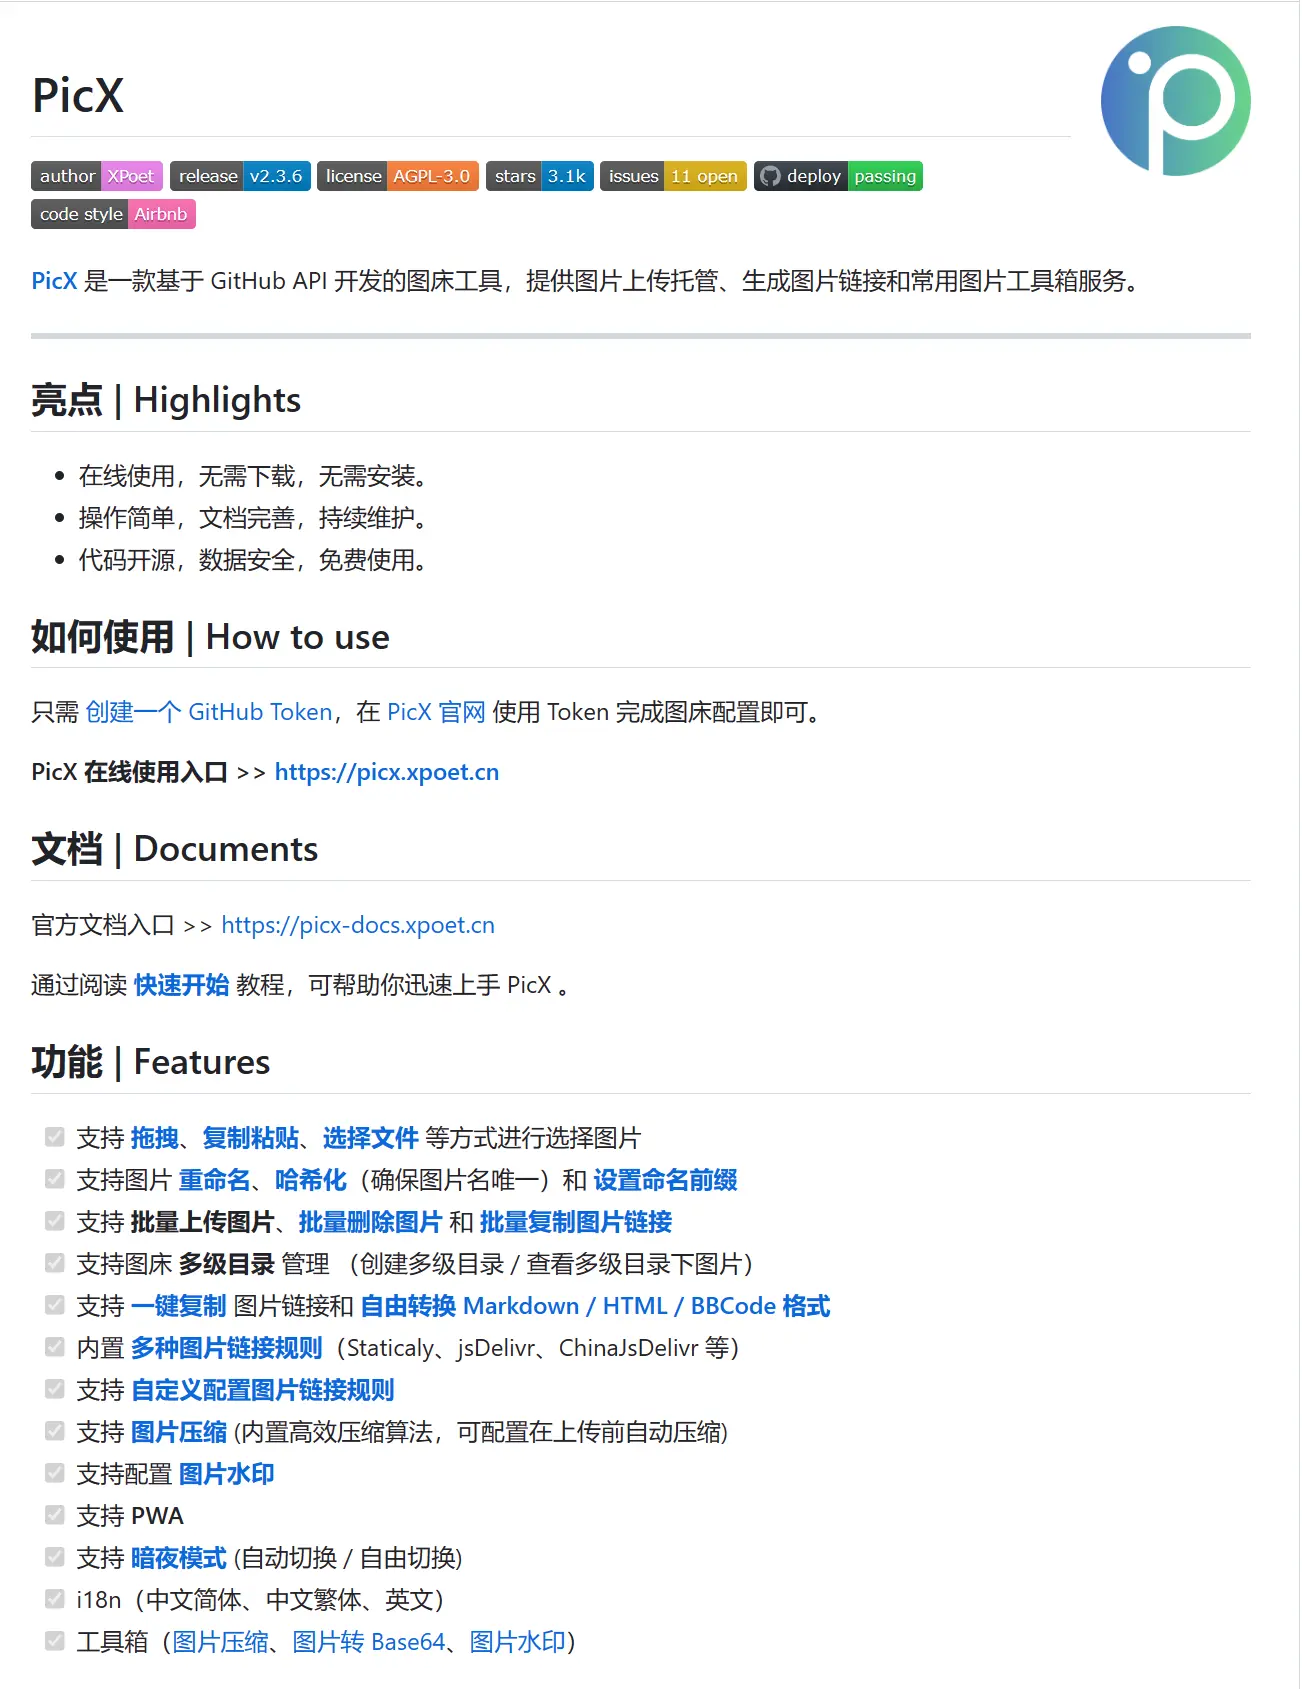 PicX
author XPoet release v2.3.6 license AGPL-3.0 stars 3.1k issues 11 open deploy passing
code style Airbnb
PicX 是一款基于 GitHub API 开发的图床工具，提供图片上传托管、生成图片链接和常用图片工具箱服务。
亮点 | Highlights
在线使用，无需下载，无需安装。
操作简单，文档完善，持续维护。
代码开源，数据安全，免费使用。
如何使用 | How to use
只需 创建一个 GitHub Token，在 PicX 官网 使用 Token 完成图床配置即可。
PicX 在线使用入口 >> https://picx.xpoet.cn
文档 | Documents
官方文档入口 >> https://picx-docs.xpoet.cn
通过阅读 快速开始 教程，可帮助你迅速上手 PicX 。
功能 | Features
支持 拖拽、复制粘贴、选择文件 等方式进行选择图片
支持图片 重命名、哈希化（确保图片名唯一）和 设置命名前缀
支持 批量上传图片、批量删除图片 和 批量复制图片链接
支持图床 多级目录 管理 （创建多级目录 / 查看多级目录下图片）
支持 一键复制 图片链接和 自由转换 Markdown / HTML / BBCode 格式
内置 多种图片链接规则（Staticaly、jsDelivr、ChinaJsDelivr 等）
支持 自定义配置图片链接规则
支持 图片压缩 (内置高效压缩算法，可配置在上传前自动压缩)
支持配置 图片水印
支持 PWA
支持 暗夜模式 (自动切换 / 自由切换)
i18n（中文简体、中文繁体、英文）
工具箱（图片压缩、图片转 Base64、图片水印）